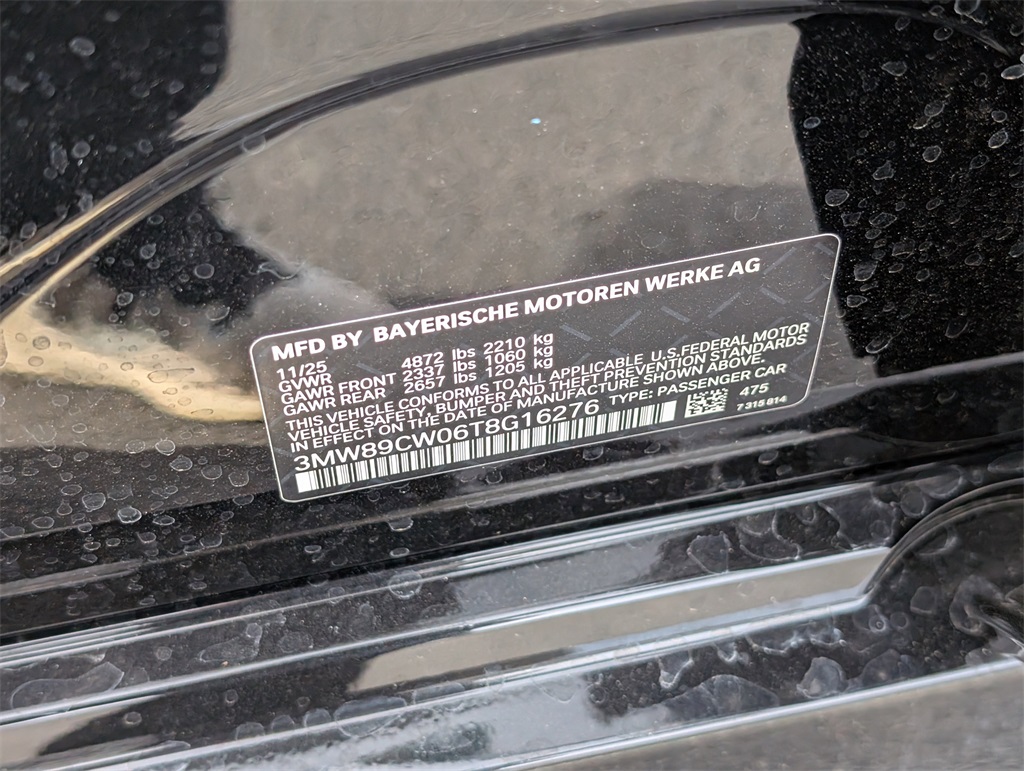 MFD BY BAYERISCHE MOTOREN WERKE AG
11/25
GVWR 4872 lbs 2210 kg
GAWR FRONT 2337 lbs 1060 kg
GAWR REAR 2657 lbs 1205 kg
THIS VEHICLE CONFORMS TO ALL APPLICABLE U.S.FEDERAL MOTOR
VEHICLE SAFETY, BUMPER AND THEFT PREVENTION STANDARDS
IN EFFECT ON THE DATE OF MANUFACTURE SHOWN ABOVE.
3MW89CW06T8G16276 TYPE: PASSENGER CAR
475
7 315 814